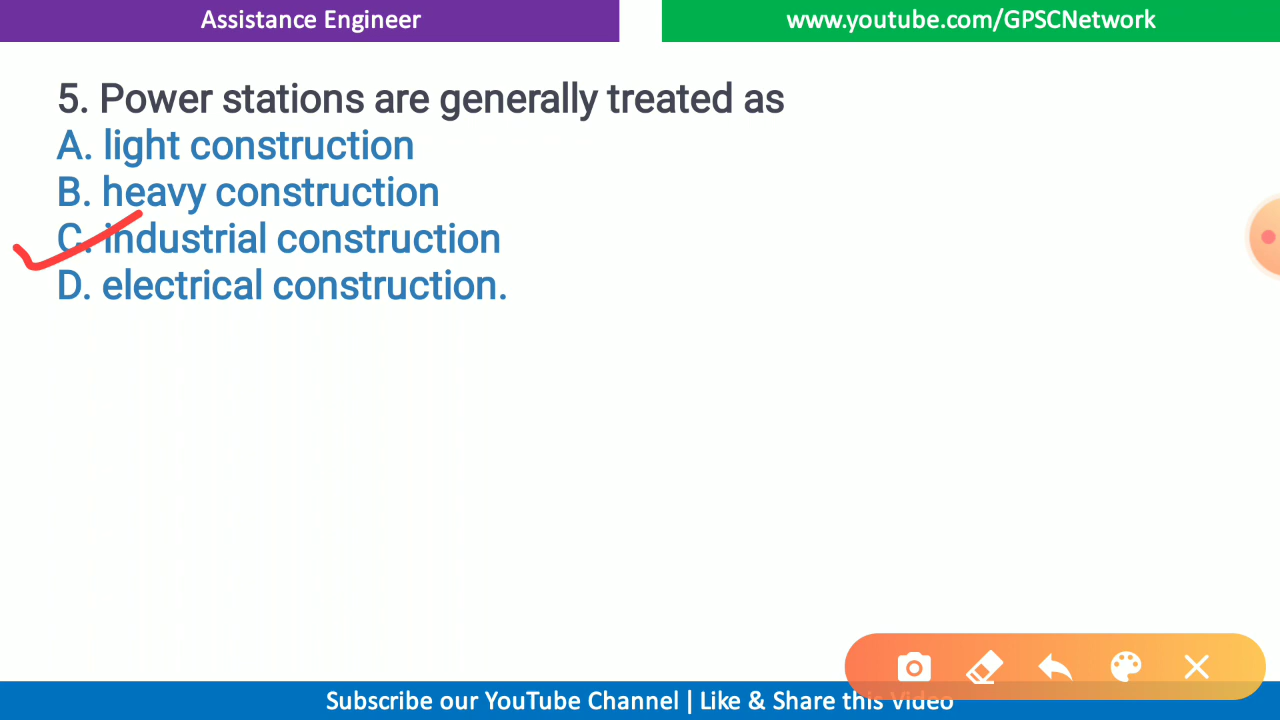 Assistance Engineer
www.youtube.com/GPSCNetwork
5. Power stations are generally treated as
A. light construction
B. heavy construction
C. industrial construction
D. electrical construction.
Subscribe our YouTube Channel | Like & Share this Video